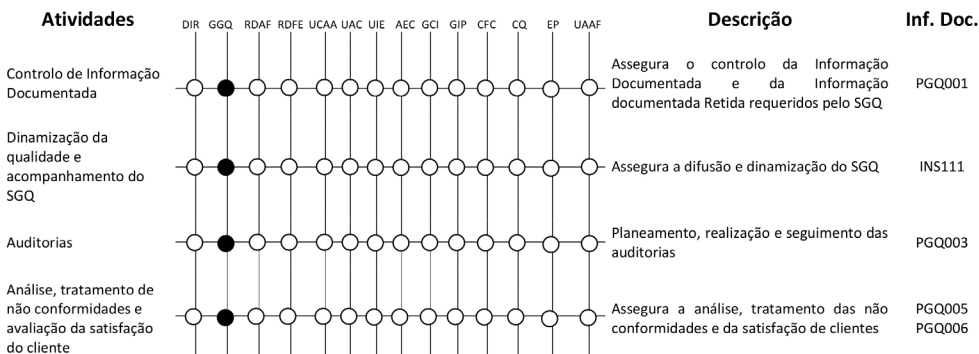 Atividades
DIR GGQ RDAF RDFE UCAA UAC UIE AEC GCI GIP CFC CQ EP UAAF
Descrição
Inf. Doc.
Controlo de Informação
Documentada
Assegura o controlo da Informação
Documentada e da Informação
documentada Retida requeridos pelo SGQ
PGQ001
Dinamização da
qualidade e
acompanhamento do
SGQ
Assegura a difusão e dinamização do SGQ
INS111
Auditorias
Planeamento, realização e seguimento das
auditorias
PGQ003
Análise, tratamento de
não conformidades e
avaliação da satisfação
do cliente
Assegura a análise, tratamento das não
conformidades e da satisfação de clientes
PGQ005
PGQ006